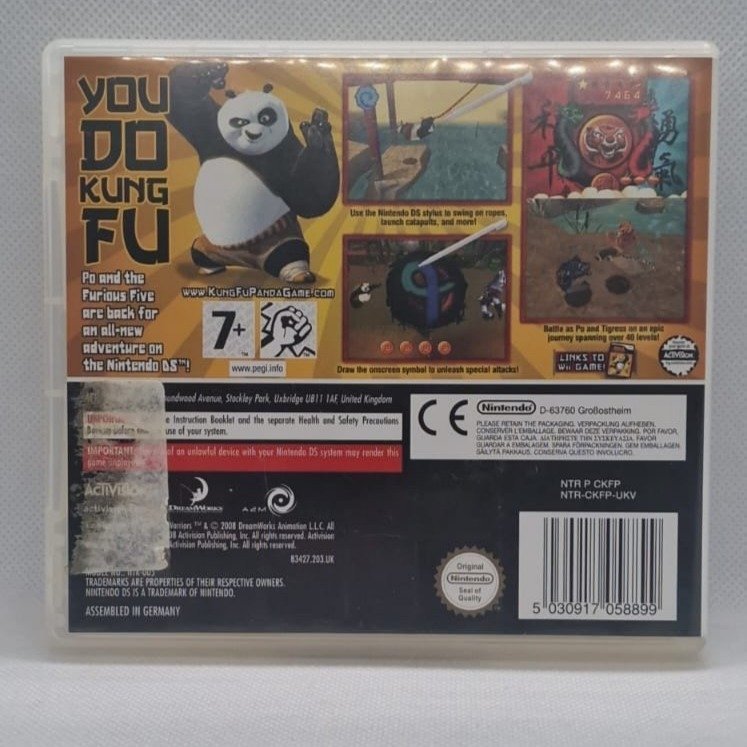 YOU
DO
KUNG
FU
Po and the
Furious Five
are back for
an all-new
adventure on
the Nintendo DS™!
www.KungFuPandaGame.com
7+
www.pegi.info
Use the Nintendo DS stylus to swing on ropes,
launch catapults, and more!
Draw the onscreen symbol to unleash special attacks!
7464
Battle as Po and Tigress on an epic
journey spanning over 40 levels!
LINKS TO
Wii GAME!
ACTIVISION
Avenue, Stockley Park, Uxbridge UB11 1AF, United Kingdom
Instruction Booklet and the separate Health and Safety Precautions
use of your system.
IMPORTANT
of an unlawful device with your Nintendo DS system may render this
game
CE
Nintendo
D-63760 Großostheim
PLEASE RETAIN THE PACKAGING. VERPACKUNG AUFHEBEN.
CONSERVER L'EMBALLAGE. BEWAAR DEZE VERPAKKING. POR FAVOR,
GUARDA ESTA CAJA. ΔΙΑΤΗΡΗΣΤΕ ΤΗΝ ΣΥΣΚΕΥΑΣΙΑ. FAVOR
GUARDAR A EMBALAGEM. SPARA FÖRPACKNINGEN. GEM EMBALLAGEN.
SÄILYTÄ PAKKAUS. CONSERVA QUESTO INVOLUCRO.
NTR P CKFP
NTR-CKFP-UKV
ACTIVISION
DREAMWORKS
A2M
Warriors ™ & © 2008 DreamWorks Animation L.L.C. All
Activision Publishing, Inc. All rights reserved. Activision
Activision Publishing, Inc. All rights reserved.
83427.203.UK
TRADEMARKS ARE PROPERTIES OF THEIR RESPECTIVE OWNERS.
NINTENDO DS IS A TRADEMARK OF NINTENDO.
ASSEMBLED IN GERMANY
Original
Nintendo
Seal of
Quality
5 030917 058899